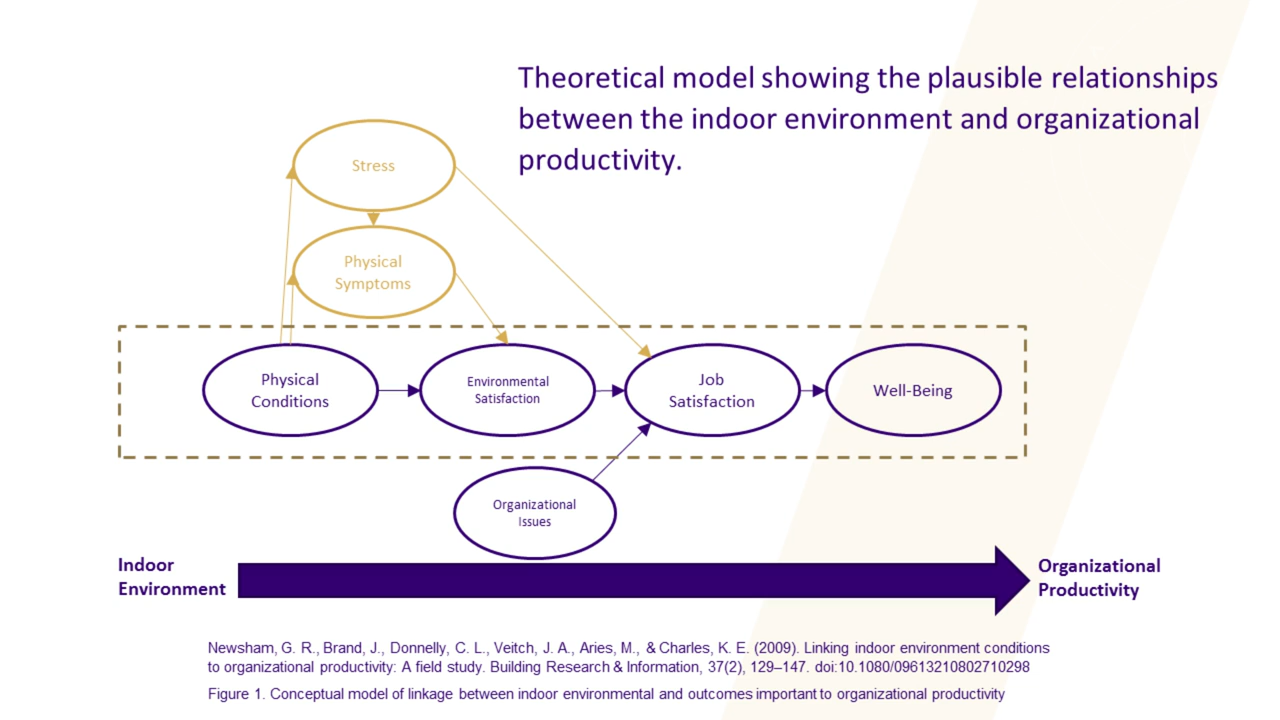 Theoretical model showing the plausible relationships
between the indoor environment and organizational
productivity.
Stress
Physical
Symptoms
Physical
Conditions
Environmental
Satisfaction
Job
Satisfaction
Well-Being
Organizational
Issues
Indoor
Environment
Organizational
Productivity
Newsham, G. R., Brand, J., Donnelly, C. L., Veitch, J. A., Aries, M., & Charles, K. E. (2009). Linking indoor environment conditions
to organizational productivity: A field study. Building Research & Information, 37(2), 129–147. doi:10.1080/09613210802710298
Figure 1. Conceptual model of linkage between indoor environmental and outcomes important to organizational productivity